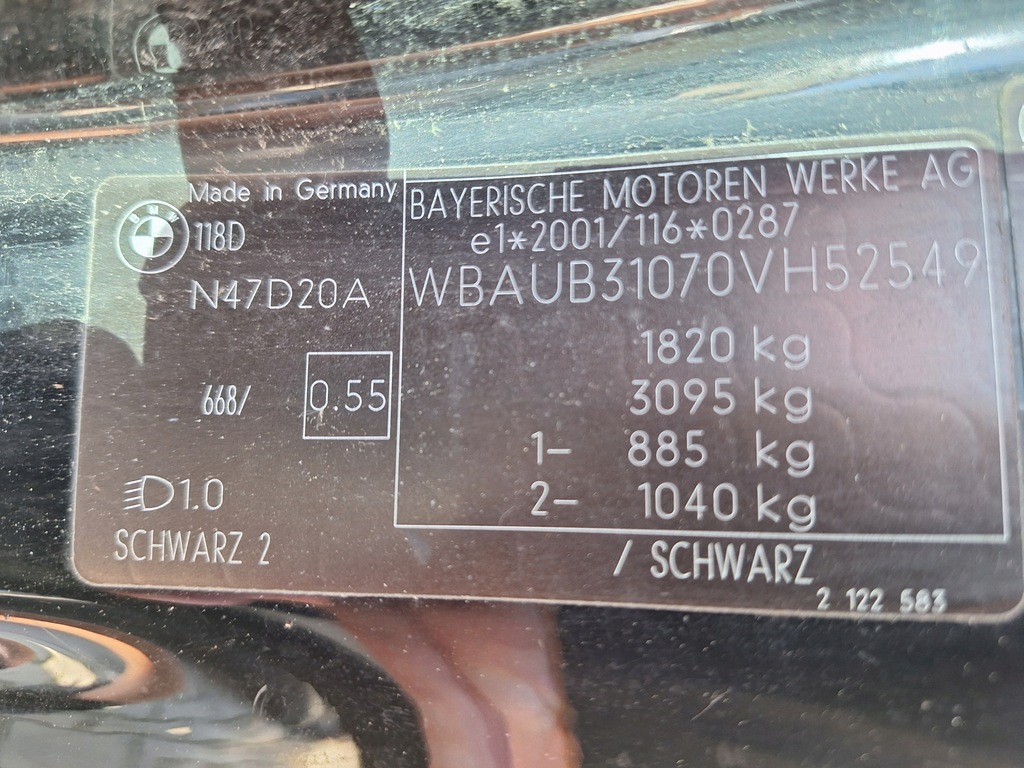 Made in Germany
BMW
118D
N47D20A
668/
0.55
1.0
SCHWARZ 2
BAYERISCHE MOTOREN WERKE AG
e1*2001/116*0287
WBAUB31070VH52549
1820 kg
3095 kg
1- 885 kg
2- 1040 kg
/ SCHWARZ
2 122 583